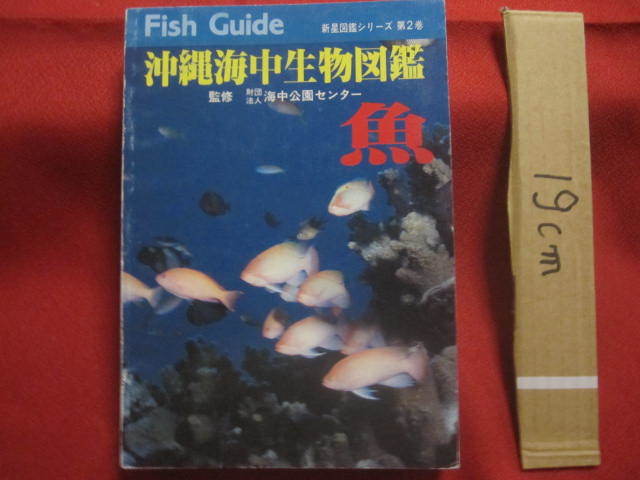 Fish Guide
新星図鑑シリーズ 第2巻
沖縄海中生物図鑑
監修 財団法人 海中公園センター
魚
19cm